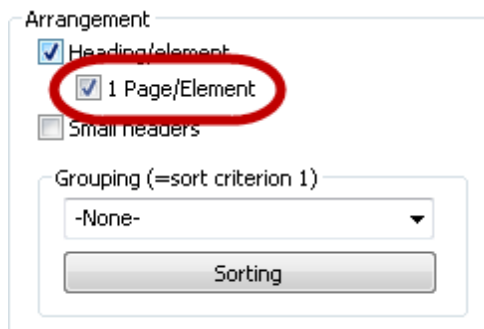 Arrangement
Heading/element
1 Page/Element
Small headers
Grouping (=sort criterion 1)
-None-
Sorting